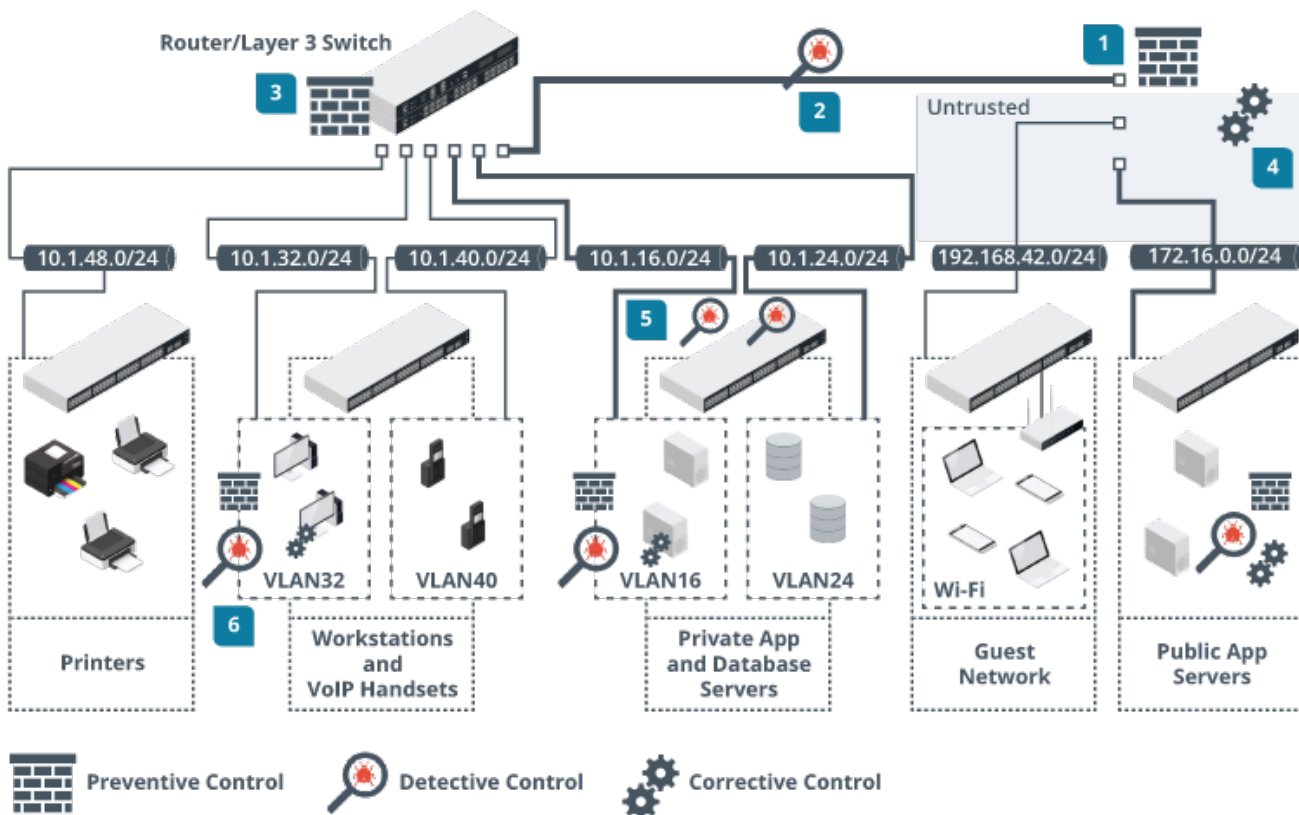 Router/Layer 3 Switch
1
3
2
Untrusted
4
10.1.48.0/24
10.1.32.0/24
10.1.40.0/24
10.1.16.0/24
10.1.24.0/24
192.168.42.0/24
172.16.0.0/24
5
VLAN32
VLAN40
VLAN16
VLAN24
Wi-Fi
6
Printers
Workstations
and
VoIP Handsets
Private App
and Database
Servers
Guest
Network
Public App
Servers
Preventive Control
Detective Control
Corrective Control